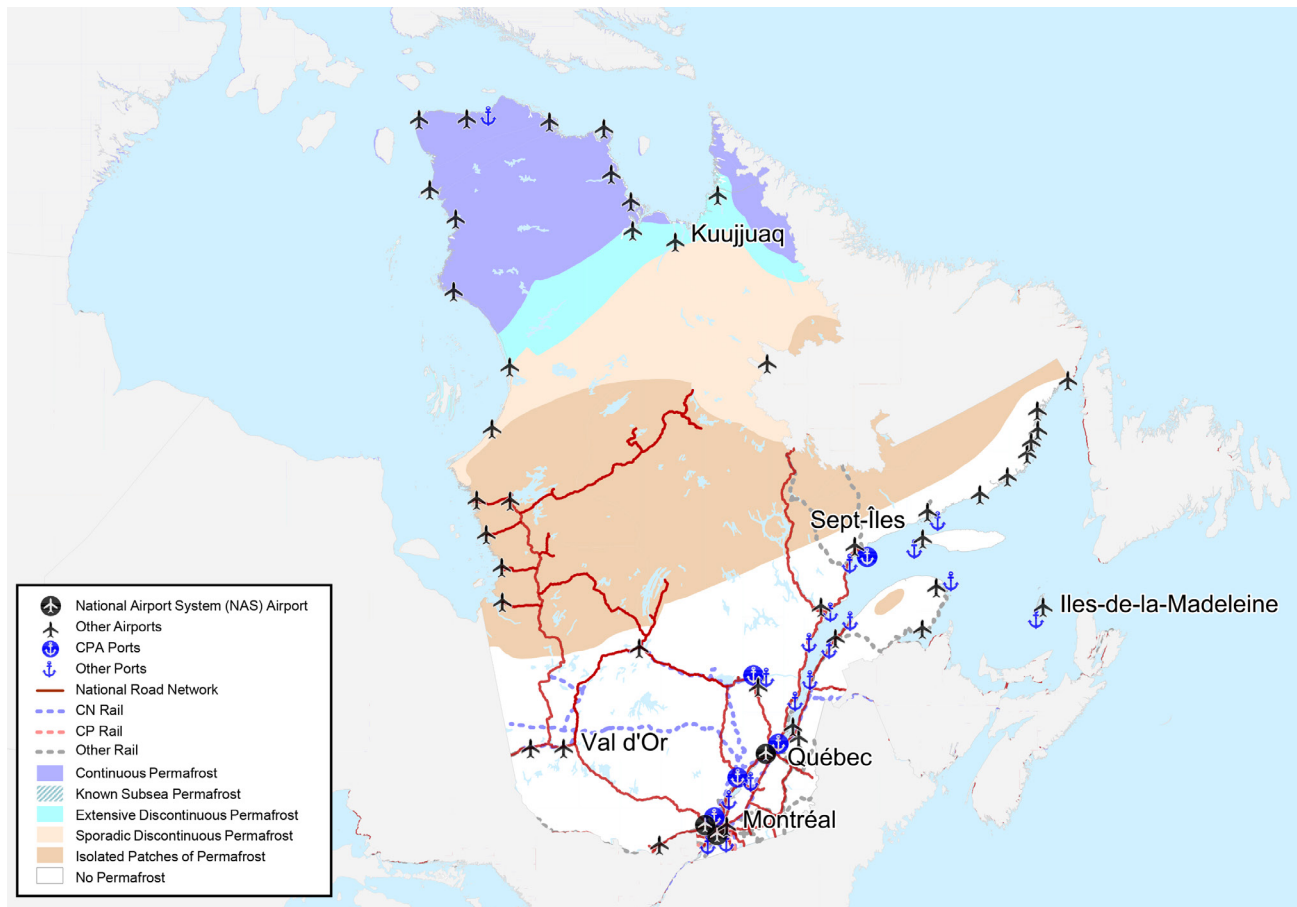 Kuujjuaq
Sept-Îles
Iles-de-la-Madeleine
Val d'Or
Québec
Montréal
National Airport System (NAS) Airport
Other Airports
CPA Ports
Other Ports
National Road Network
CN Rail
CP Rail
Other Rail
Continuous Permafrost
Known Subsea Permafrost
Extensive Discontinuous Permafrost
Sporadic Discontinuous Permafrost
Isolated Patches of Permafrost
No Permafrost